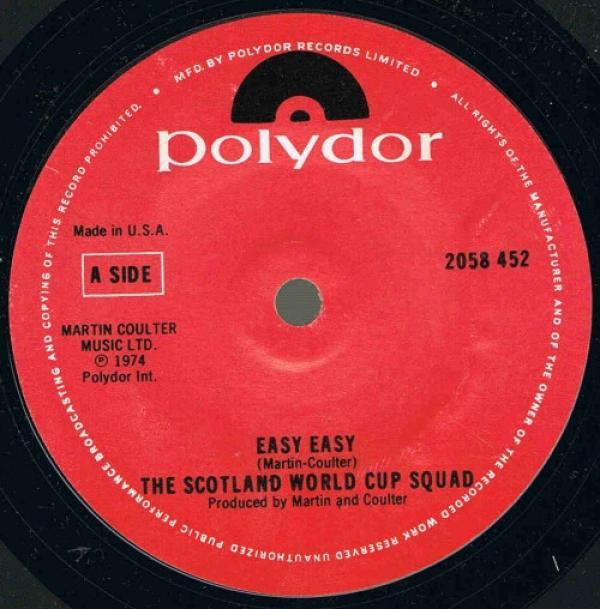 MFD. BY POLYDOR RECORDS LIMITED • ALL RIGHTS OF THE MANUFACTURER AND OF THE OWNER OF THE RECORDED WORK RESERVED UNAUTHORIZED PUBLIC PERFORMANCE BROADCASTING AND COPYING OF THIS RECORD PROHIBITED. •
polydor
Made in U.S.A.
A SIDE
2058 452
MARTIN COULTER
MUSIC LTD.
℗ 1974
Polydor Int.
EASY EASY
(Martin-Coulter)
THE SCOTLAND WORLD CUP SQUAD
Produced by Martin and Coulter